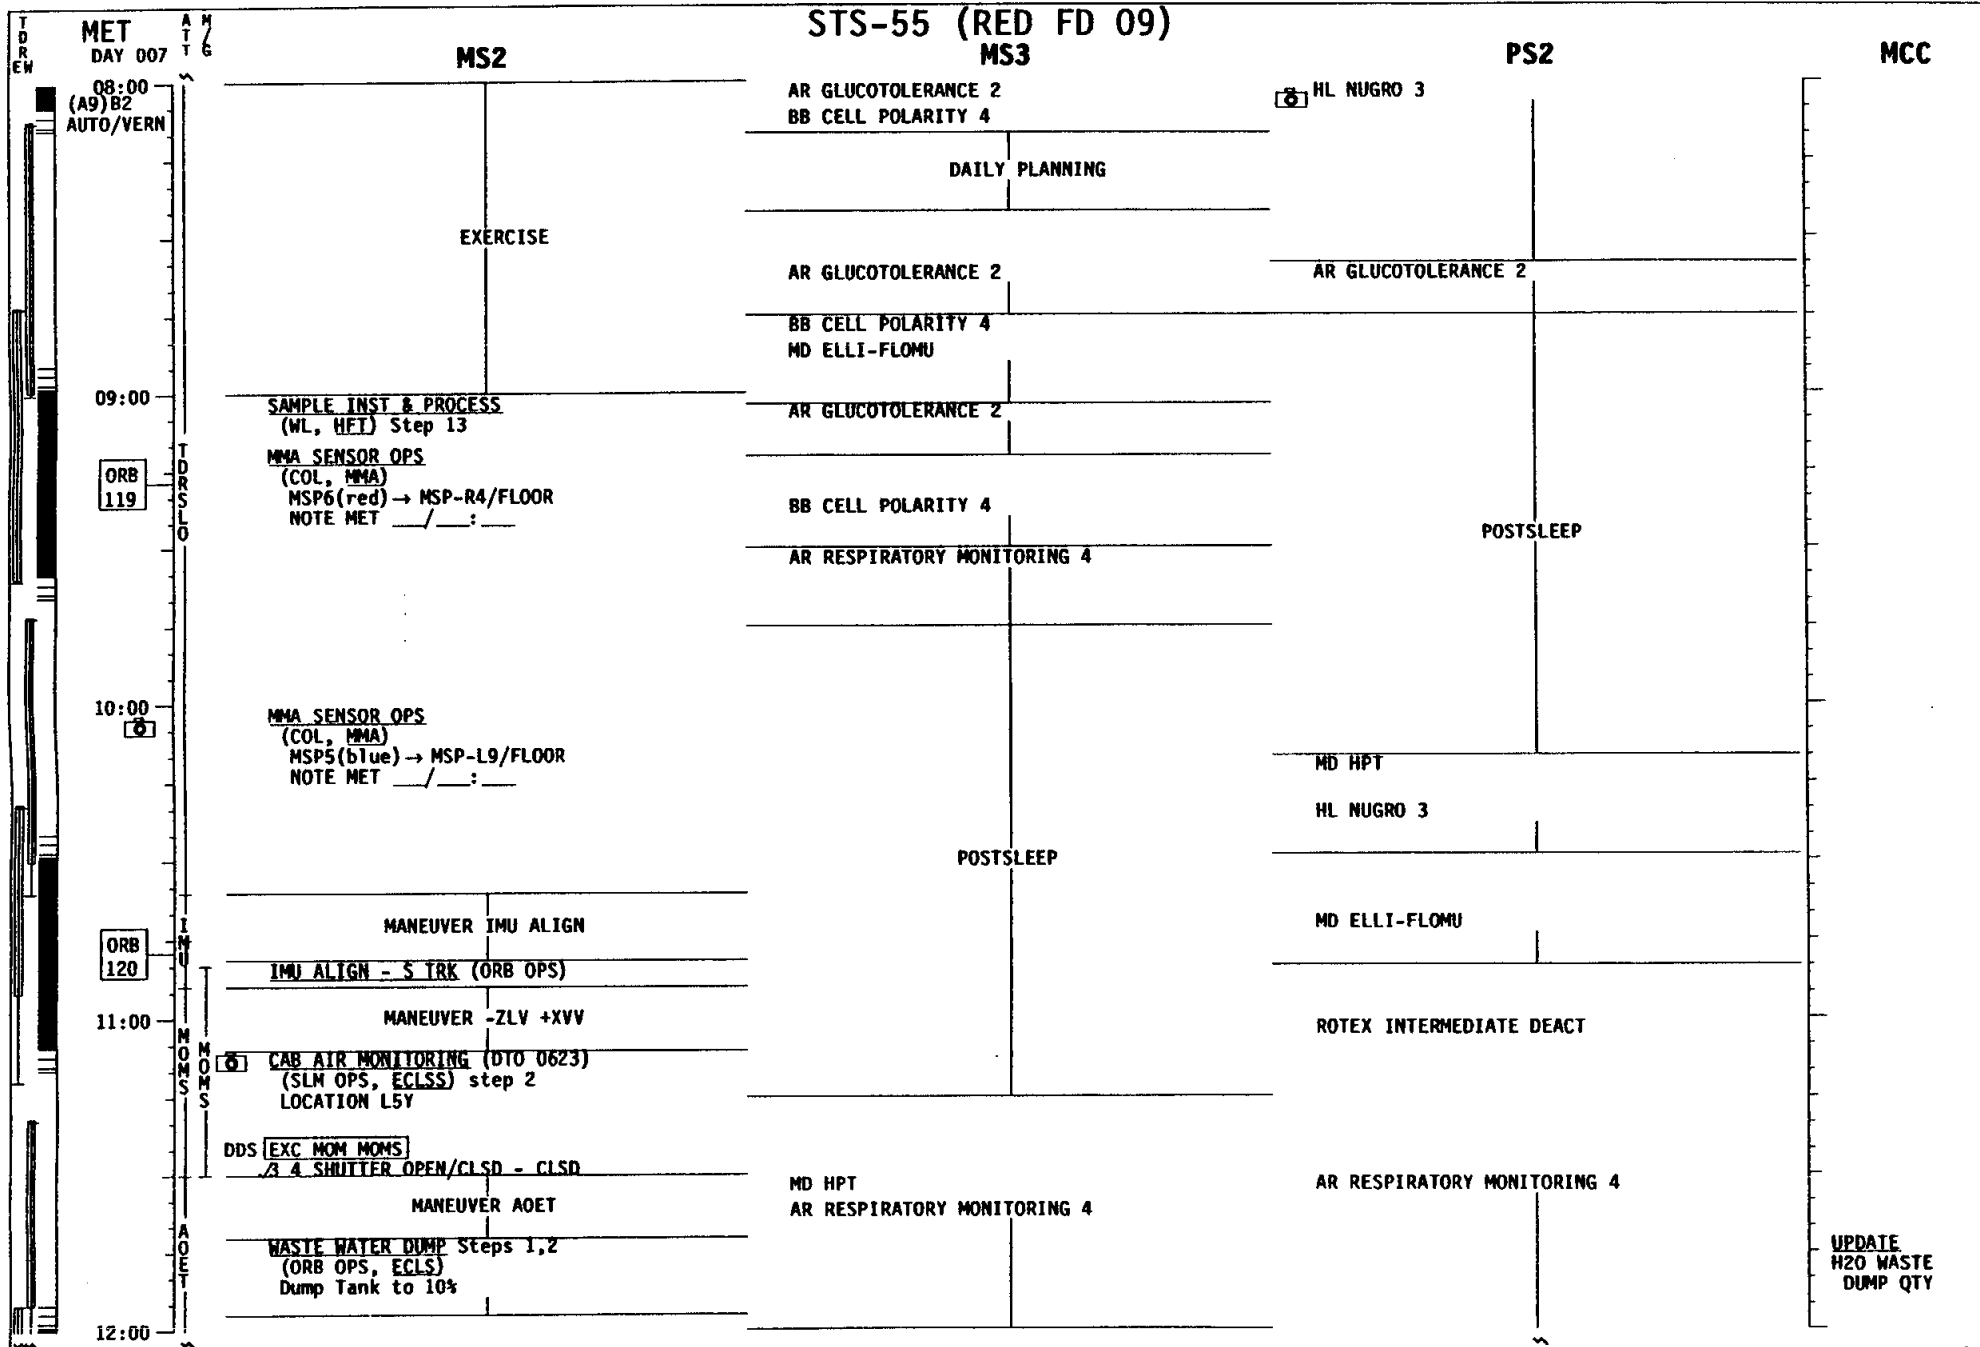 STS-55 (RED FD 09)
TDRS E W
MET
DAY 007
ATT
M/G
MS2
MS3
PS2
MCC
08:00
(A9)B2
AUTO/VERN
09:00
ORB
119
10:00
ORB
120
11:00
12:00
TDRSLO
IMU
MOMS
AOET
MOMS
EXERCISE
SAMPLE INST & PROCESS
(WL, HFT) Step 13
MMA SENSOR OPS
(COL, MMA)
MSP6(red)→ MSP-R4/FLOOR
NOTE MET ___/___:___
MMA SENSOR OPS
(COL, MMA)
MSP5(blue)→ MSP-L9/FLOOR
NOTE MET ___/___:___
MANEUVER IMU ALIGN
IMU ALIGN - S TRK (ORB OPS)
MANEUVER -ZLV +XVV
CAB AIR MONITORING (DTO 0623)
(SLM OPS, ECLSS) step 2
LOCATION L5Y
DDS EXC MOM MOMS
/3 4 SHUTTER OPEN/CLSD - CLSD
MANEUVER AOET
WASTE WATER DUMP Steps 1,2
(ORB OPS, ECLS)
Dump Tank to 10%
AR GLUCOTOLERANCE 2
BB CELL POLARITY 4
DAILY PLANNING
AR GLUCOTOLERANCE 2
BB CELL POLARITY 4
MD ELLI-FLOMU
AR GLUCOTOLERANCE 2
BB CELL POLARITY 4
AR RESPIRATORY MONITORING 4
POSTSLEEP
MD HPT
AR RESPIRATORY MONITORING 4
HL NUGRO 3
AR GLUCOTOLERANCE 2
POSTSLEEP
MD HPT
HL NUGRO 3
MD ELLI-FLOMU
ROTEX INTERMEDIATE DEACT
AR RESPIRATORY MONITORING 4
UPDATE
H2O WASTE
DUMP QTY